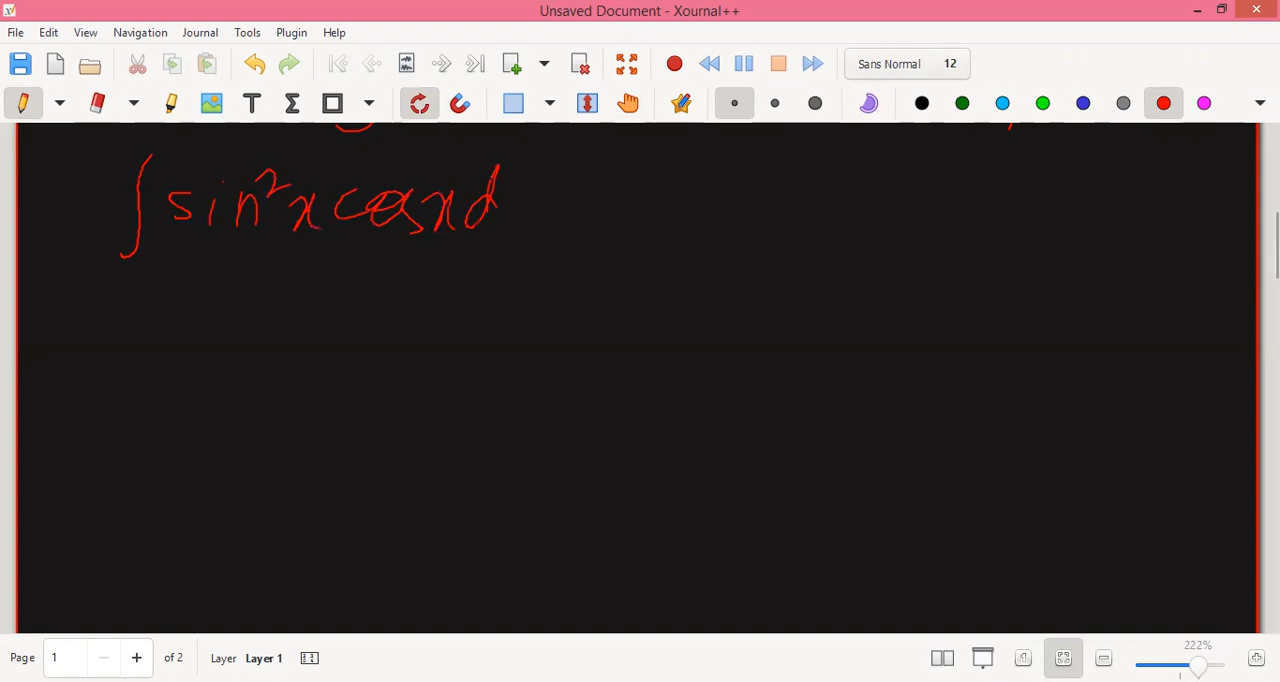 Unsaved Document - Xournal++
File Edit View Navigation Journal Tools Plugin Help
Sans Normal 12
∫ sin²x cosx d
Page 1 of 2 Layer Layer 1 222%